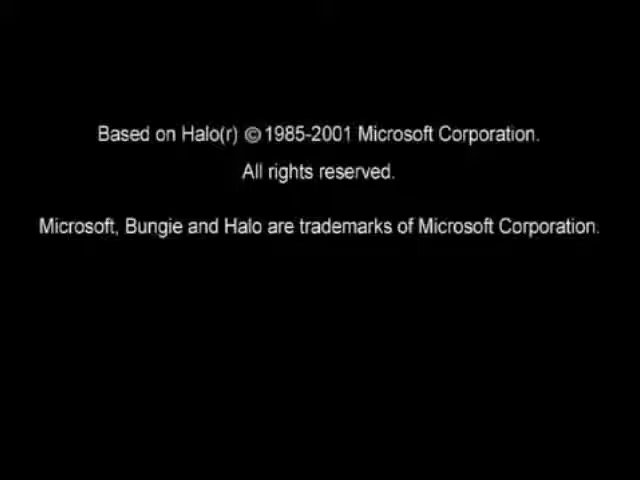 Based on Halo(r) © 1985-2001 Microsoft Corporation.
All rights reserved.
Microsoft, Bungie and Halo are trademarks of Microsoft Corporation.